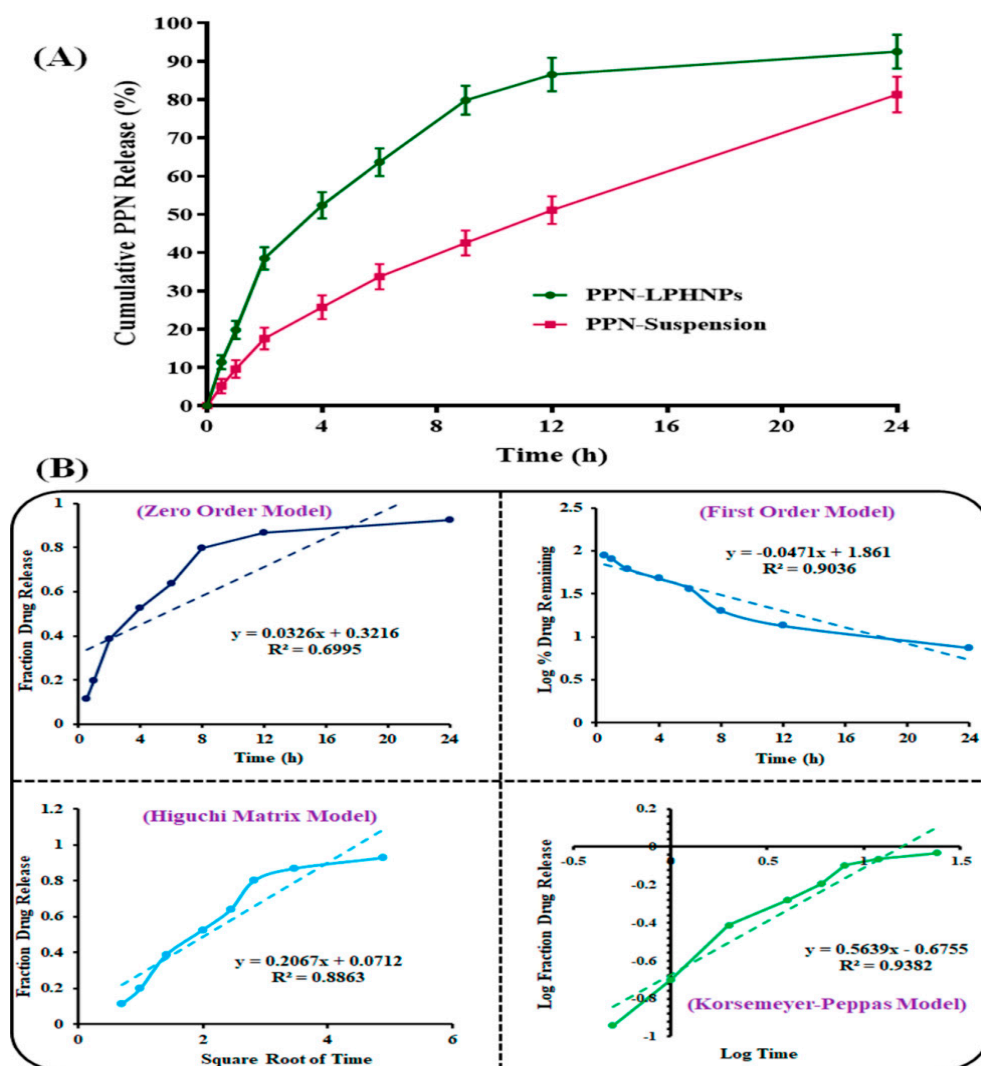 (A)
Cumulative PPN Release (%)
100
90
80
70
60
50
40
30
20
10
0
PPN-LPHNPs
PPN-Suspension
0 4 8 12 16 20 24
Time (h)
(B)
(Zero Order Model)
Fraction Drug Release
1
0.8
0.6
0.4
0.2
0
y = 0.0326x + 0.3216
R² = 0.6995
0 4 8 12 16 20 24
Time (h)
(First Order Model)
Log % Drug Remaining
2.5
2
1.5
1
0.5
0
y = -0.0471x + 1.861
R² = 0.9036
0 4 8 12 16 20 24
Time (h)
(Higuchi Matrix Model)
Fraction Drug Release
1.2
1
0.8
0.6
0.4
0.2
0
y = 0.2067x + 0.0712
R² = 0.8863
0 2 4 6
Square Root of Time
Log Fraction Drug Release
0.2
0
-0.5 0 0.5 1 1.5
-0.2
-0.4
-0.6
-0.8
-1
y = 0.5639x - 0.6755
R² = 0.9382
(Korsemeyer-Peppas Model)
Log Time